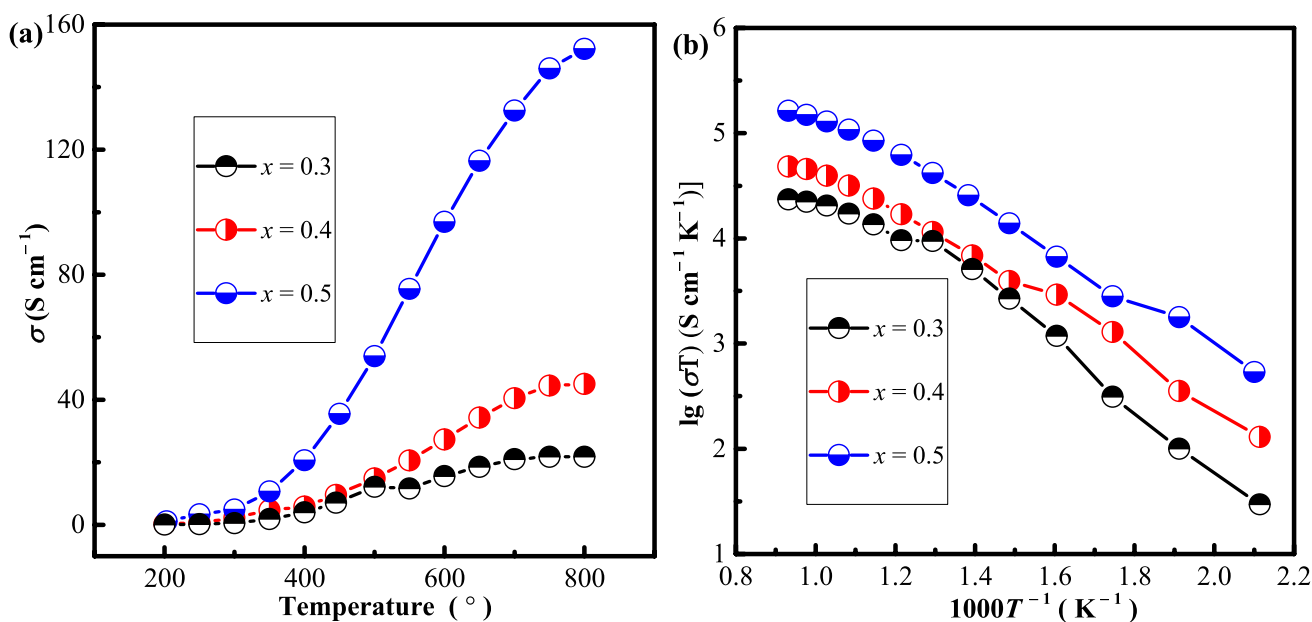 (a)
160
120
80
40
0
σ (S cm⁻¹)
x = 0.3
x = 0.4
x = 0.5
200 400 600 800
Temperature ( ° )
(b)
6
5
4
3
2
1
lg (σT) (S cm⁻¹ K⁻¹)]
x = 0.3
x = 0.4
x = 0.5
0.8 1.0 1.2 1.4 1.6 1.8 2.0 2.2
1000T⁻¹ ( K⁻¹)